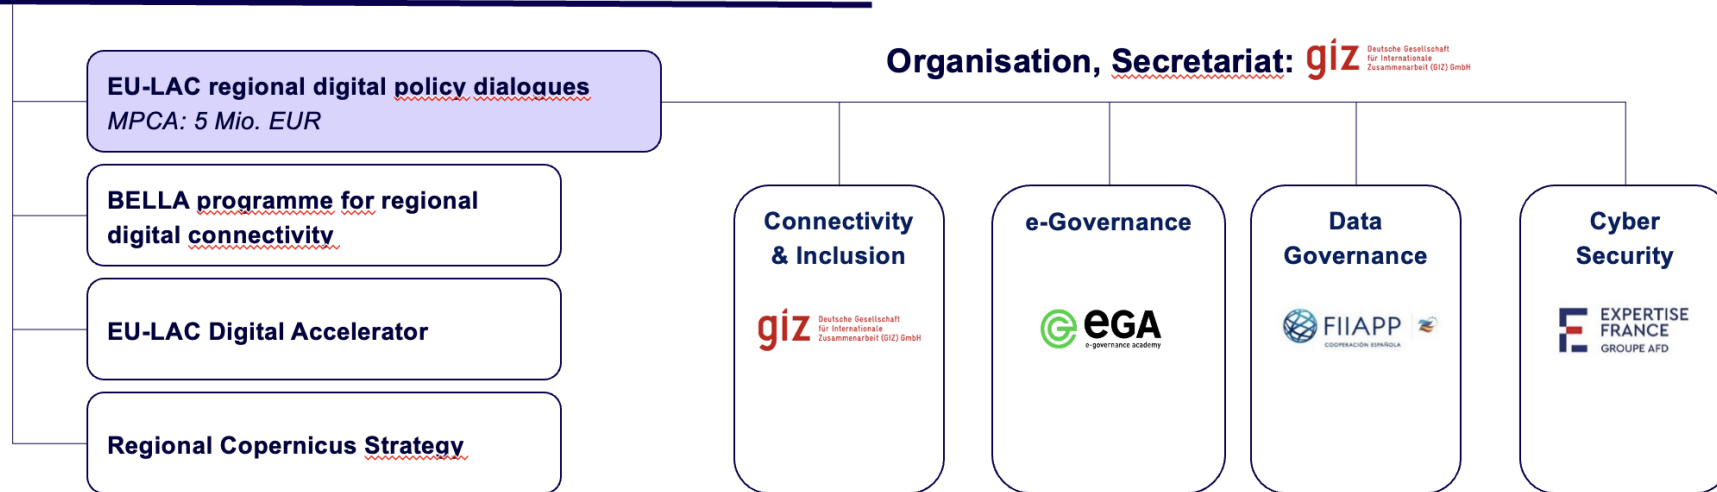 EU-LAC regional digital policy dialogues
MPCA: 5 Mio. EUR
BELLA programme for regional
digital connectivity
EU-LAC Digital Accelerator
Regional Copernicus Strategy
Organisation, Secretariat:
giz
Deutsche Gesellschaft
für Internationale
Zusammenarbeit (GIZ) GmbH
Connectivity
& Inclusion
giz
Deutsche Gesellschaft
für Internationale
Zusammenarbeit (GIZ) GmbH
e-Governance
eGA
e-governance academy
Data
Governance
FIIAPP
COOPERACIÓN ESPAÑOLA
Cyber
Security
EXPERTISE
FRANCE
GROUPE AFD